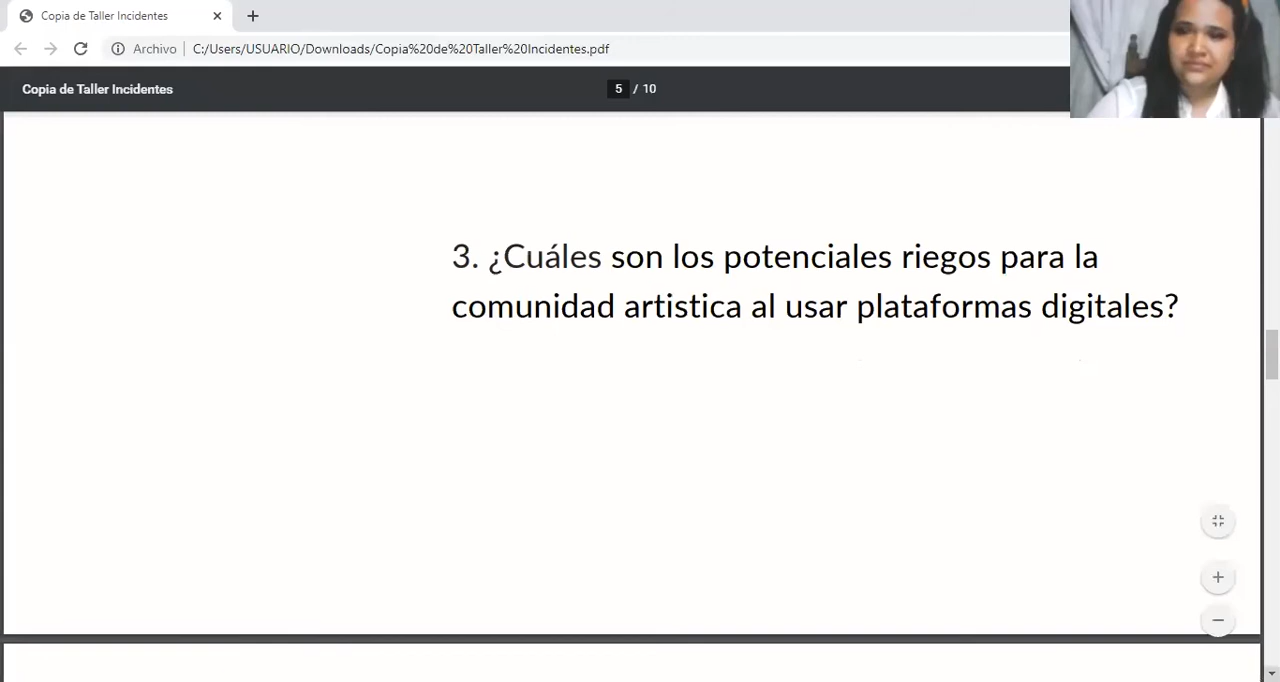 Copia de Taller Incidentes
Archivo C:/Users/USUARIO/Downloads/Copia%20de%20Taller%20Incidentes.pdf
Copia de Taller Incidentes 5 / 10
3. ¿Cuáles son los potenciales riegos para la
comunidad artistica al usar plataformas digitales?